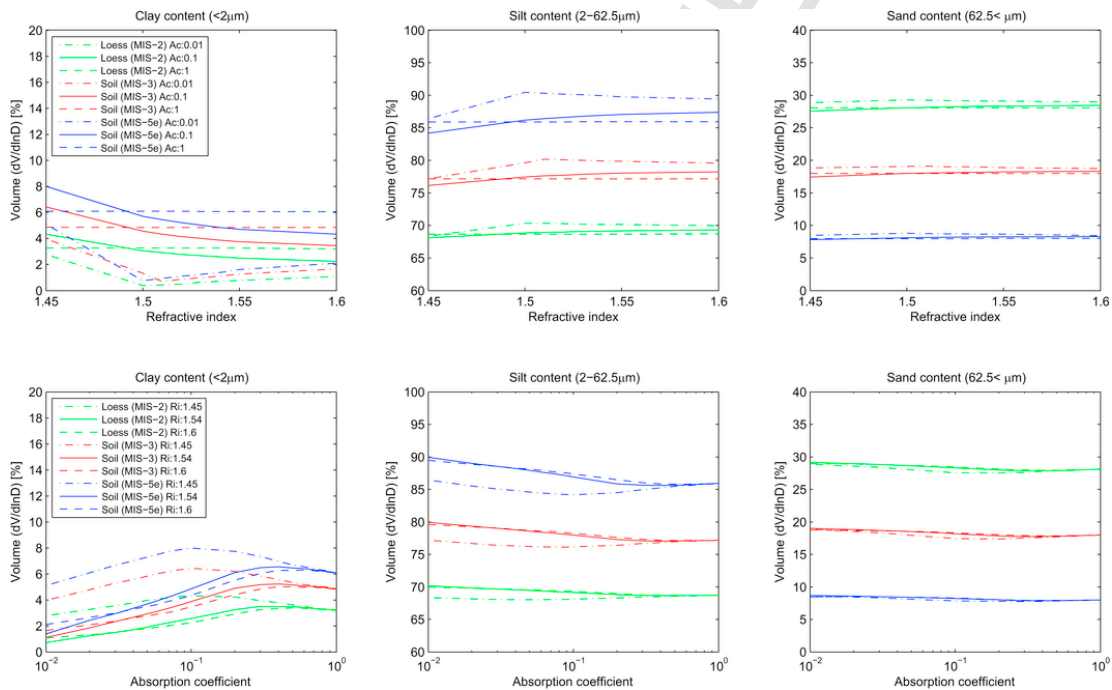 Clay content (<2μm)
Volume (dV/dlnD) [%]
20
18
16
14
12
10
8
6
4
2
0
Loess (MIS−2) Ac:0.01
Loess (MIS−2) Ac:0.1
Loess (MIS−2) Ac:1
Soil (MIS−3) Ac:0.01
Soil (MIS−3) Ac:0.1
Soil (MIS−3) Ac:1
Soil (MIS−5e) Ac:0.01
Soil (MIS−5e) Ac:0.1
Soil (MIS−5e) Ac:1
1.45 1.5 1.55 1.6
Refractive index
Silt content (2−62.5μm)
Volume (dV/dlnD) [%]
100
95
90
85
80
75
70
65
60
1.45 1.5 1.55 1.6
Refractive index
Sand content (62.5< μm)
Volume (dV/dlnD) [%]
40
35
30
25
20
15
10
5
0
1.45 1.5 1.55 1.6
Refractive index
Clay content (<2μm)
Volume (dV/dlnD) [%]
20
18
16
14
12
10
8
6
4
2
0
Loess (MIS−2) Ri:1.45
Loess (MIS−2) Ri:1.54
Loess (MIS−2) Ri:1.6
Soil (MIS−3) Ri:1.45
Soil (MIS−3) Ri:1.54
Soil (MIS−3) Ri:1.6
Soil (MIS−5e) Ri:1.45
Soil (MIS−5e) Ri:1.54
Soil (MIS−5e) Ri:1.6
10−2 10−1 100
Absorption coefficient
Silt content (2−62.5μm)
Volume (dV/dlnD) [%]
100
95
90
85
80
75
70
65
60
10−2 10−1 100
Absorption coefficient
Sand content (62.5< μm)
Volume (dV/dlnD) [%]
40
35
30
25
20
15
10
5
0
10−2 10−1 100
Absorption coefficient